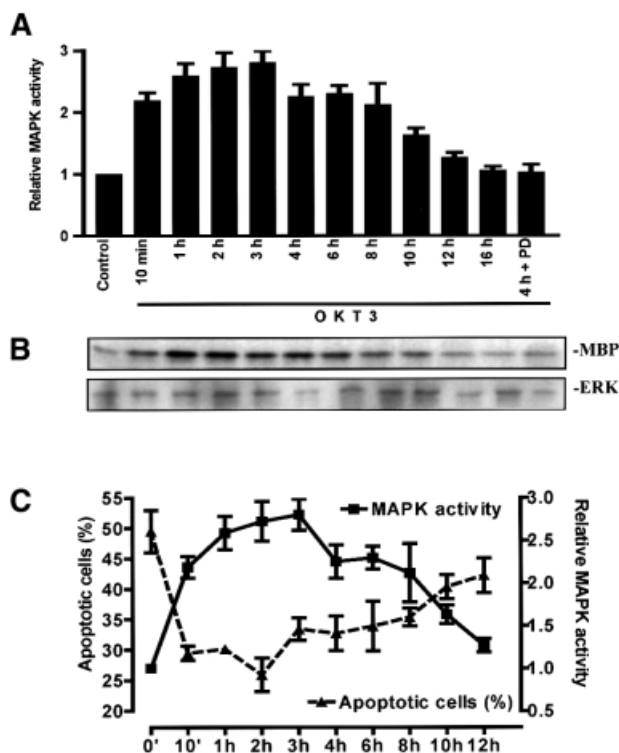 A
3
2
1
0
Relative MAPK activity
Control
10 min
1 h
2 h
3 h
4 h
6 h
8 h
10 h
12 h
16 h
4 h + PD
O K T 3
B
-MBP
-ERK
C
55
50
45
40
35
30
25
20
Apoptotic cells (%)
MAPK activity
Apoptotic cells (%)
3.0
2.5
2.0
1.5
1.0
0.5
Relative MAPK activity
0' 10' 1h 2h 3h 4h 6h 8h 10h 12h